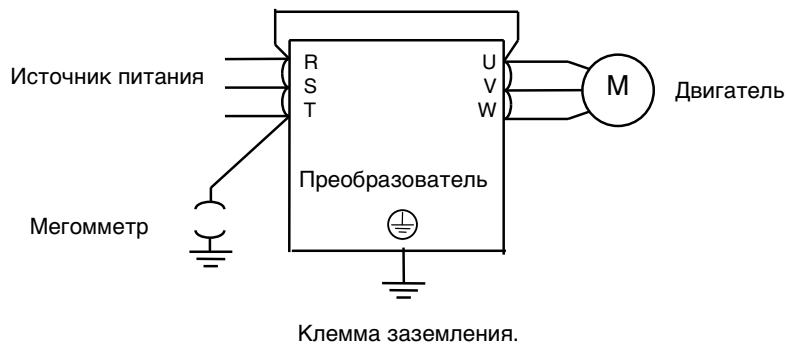 Источник питания
R
S
T
U
V
W
M
Двигатель
Преобразователь
Мегомметр
Клемма заземления.